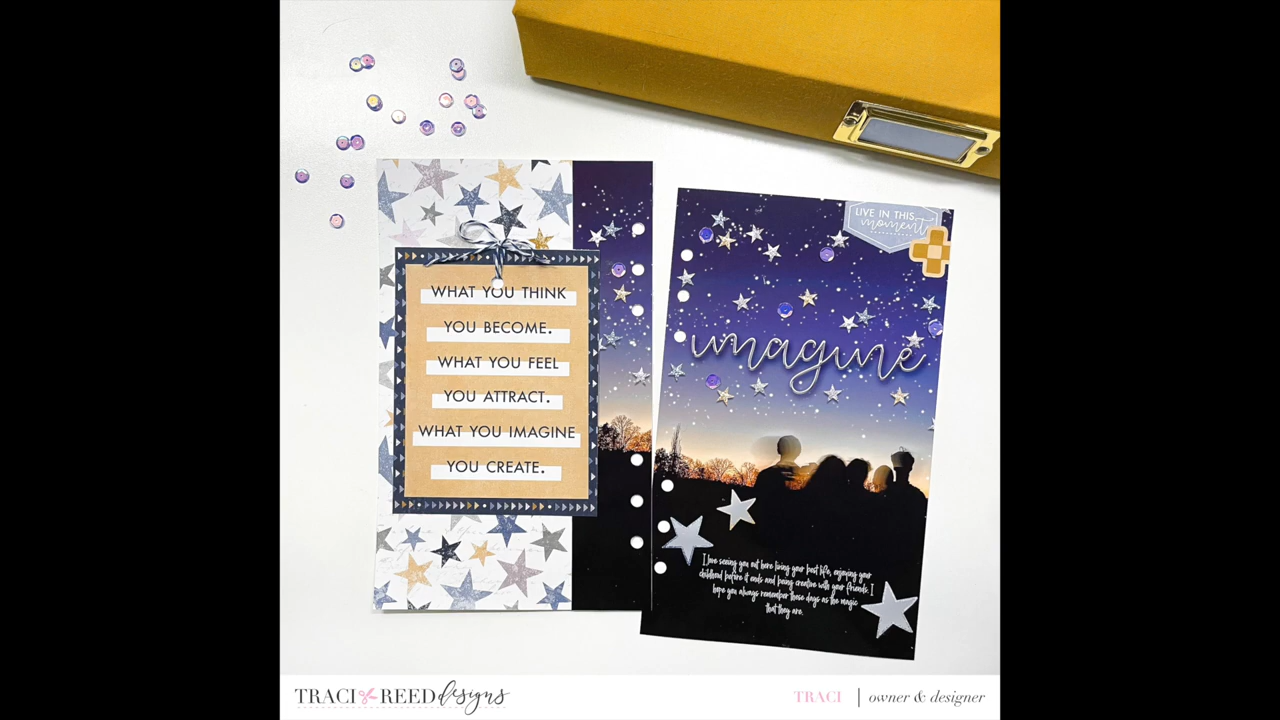 WHAT YOU THINK
YOU BECOME.
WHAT YOU FEEL
YOU ATTRACT.
WHAT YOU IMAGINE
YOU CREATE.
LIVE IN THIS
moment
imagine
I love seeing you out here living your best life, enjoying your
childhood before it ends and being creative with your friends. I
hope you always remember these days as the magic
that they are.
TRACI REED designs
TRACI | owner & designer